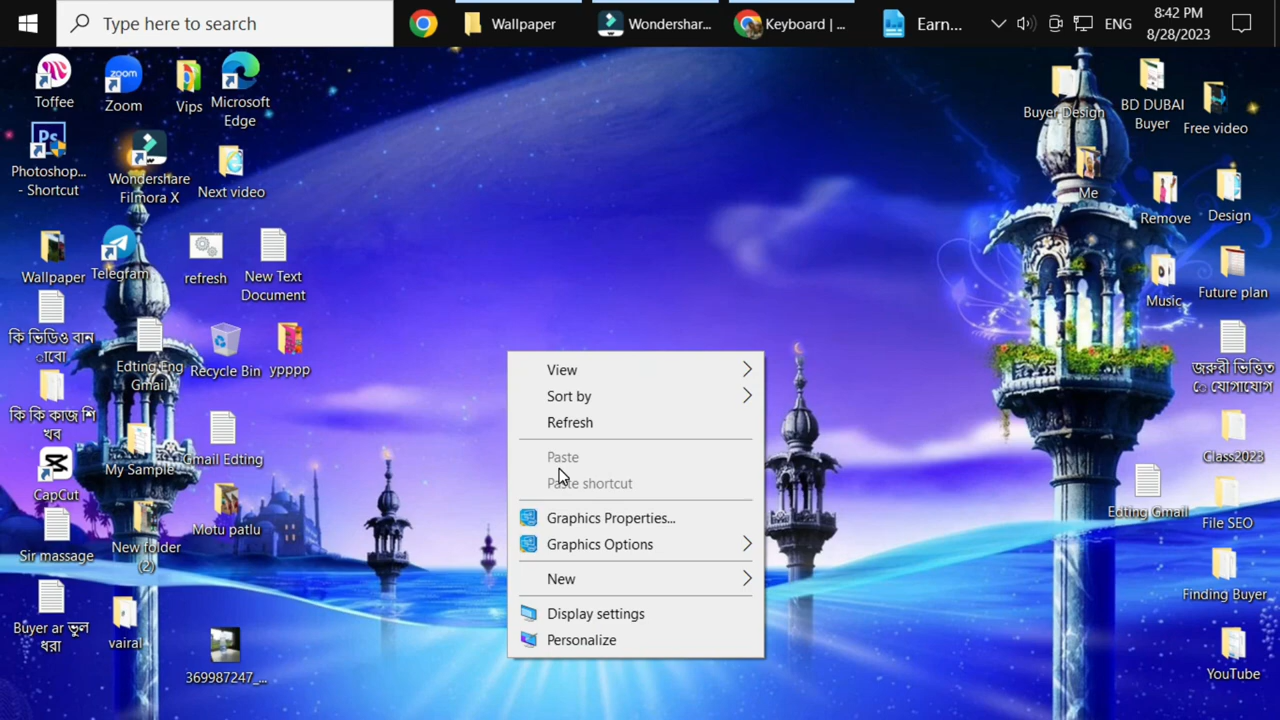 Type here to search
Wallpaper
Wondershar...
Keyboard | ...
Earn...
ENG
8:42 PM
8/28/2023
Toffee
Zoom
Vips
Microsoft
Edge
Photoshop...
- Shortcut
Wondershare
Filmora X
Next video
Wallpaper
Telegram
refresh
New Text
Document
কি ভিডিও বান
াবো
Edting Eng
Gmail
Recycle Bin
ypppp
কি কি কাজ শি
খব
My Sample
Gmail Edting
CapCut
Motu patlu
Sir massage
New folder
(2)
Buyer ar ভুল
ধরা
vairal
369987247_...
View
Sort by
Refresh
Paste
Paste shortcut
Graphics Properties...
Graphics Options
New
Display settings
Personalize
Buyer Design
BD DUBAI
Buyer
Free video
Me
Remove
Design
Music
Future plan
জরুরী ভিত্তিত
ে যোগাযোগ
Class2023
Edting Gmail
File SEO
Finding Buyer
YouTube